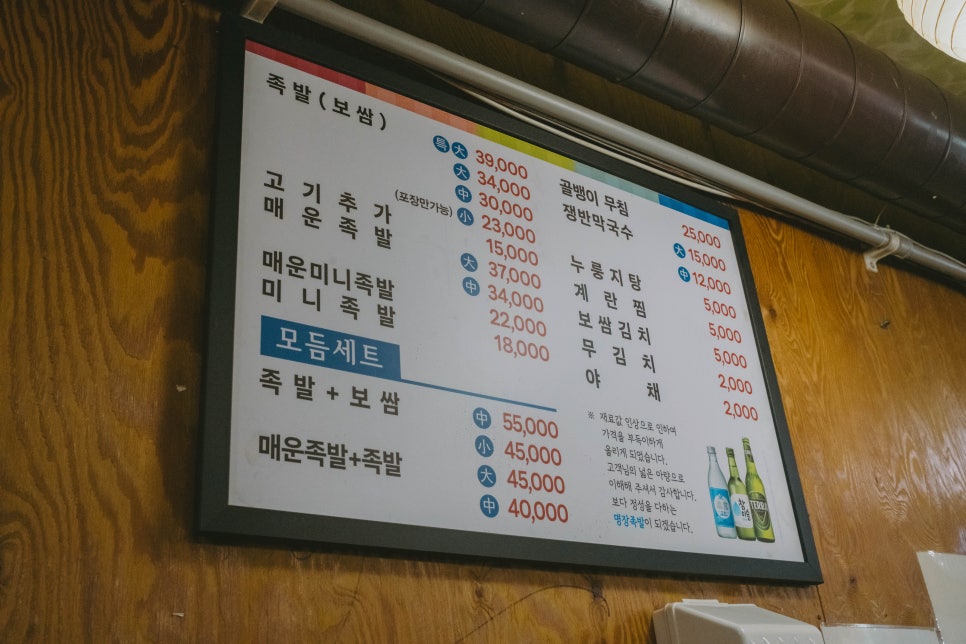 족발(보쌈)
특 大 39,000
大 34,000
中 30,000
(포장만가능) 小 23,000
고기추가 15,000
매운족발 大 37,000
中 34,000
매운미니족발 22,000
미니족발 18,000
모듬세트
족발+보쌈 中 55,000
小 45,000
매운족발+족발 大 45,000
中 40,000
골뱅이 무침 25,000
쟁반막국수 大 15,000
中 12,000
누룽지탕 5,000
계란찜 5,000
보쌈김치 5,000
무김치 2,000
야채 2,000
※ 재료값 인상으로 인하여
가격을 부득이하게
올리게 되었습니다.
고객님의 넓은 아량으로
이해해 주셔서 감사합니다.
보다 정성을 다하는
명장족발이 되겠습니다.
TERRA